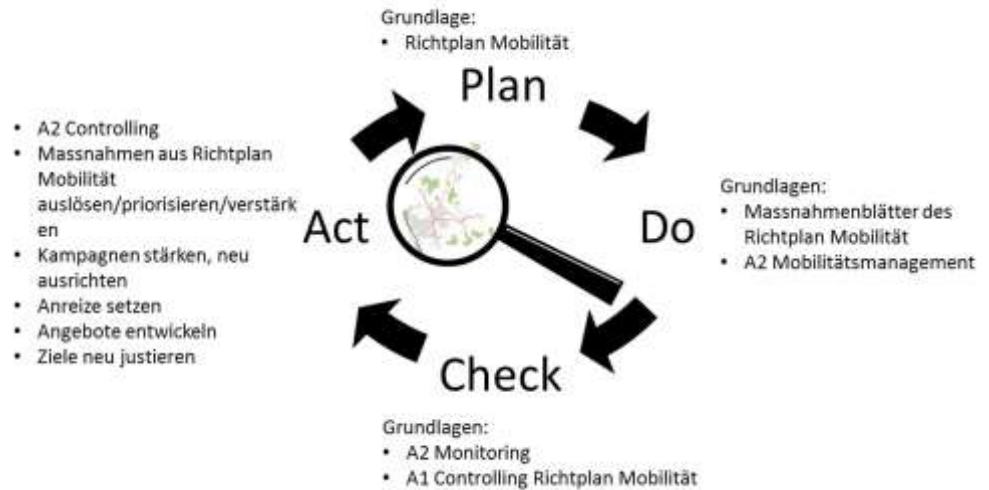 Grundlage:
• Richtplan Mobilität
Plan
• A2 Controlling
• Massnahmen aus Richtplan
Mobilität
auslösen/priorisieren/verstärk
en
• Kampagnen stärken, neu
ausrichten
• Anreize setzen
• Angebote entwickeln
• Ziele neu justieren
Act
Do
Grundlagen:
• Massnahmenblätter des
Richtplan Mobilität
• A2 Mobilitätsmanagement
Check
Grundlagen:
• A2 Monitoring
• A1 Controlling Richtplan Mobilität